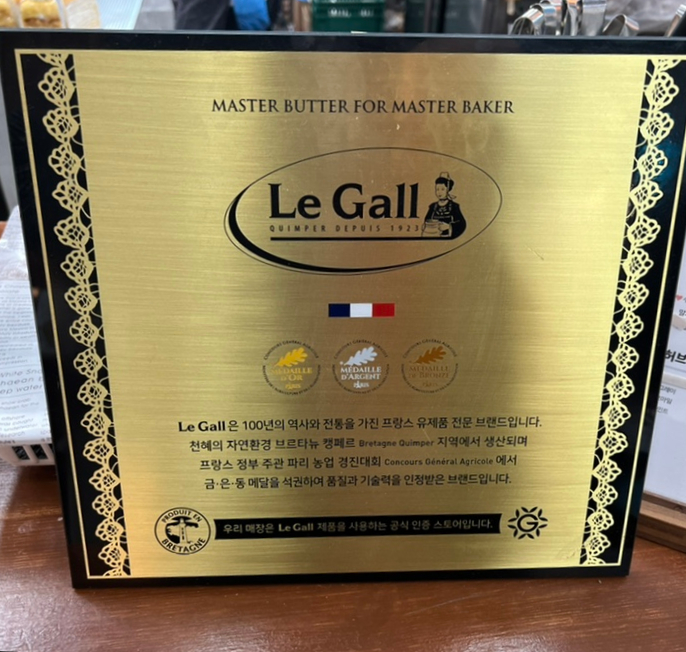 MASTER BUTTER FOR MASTER BAKER
Le Gall
QUIMPER DEPUIS 1923
MÉDAILLE D'OR
MÉDAILLE D'ARGENT
MÉDAILLE DE BRONZE
Le Gall은 100년의 역사와 전통을 가진 프랑스 유제품 전문 브랜드입니다.
천혜의 자연환경 브르타뉴 캥페르 Bretagne Quimper 지역에서 생산되며
프랑스 정부 주관 파리 농업 경진대회 Concours Général Agricole 에서
금·은·동 메달을 석권하여 품질과 기술력을 인정받은 브랜드입니다.
PRODUIT EN BRETAGNE
우리 매장은 Le Gall 제품을 사용하는 공식 인증 스토어입니다.
G